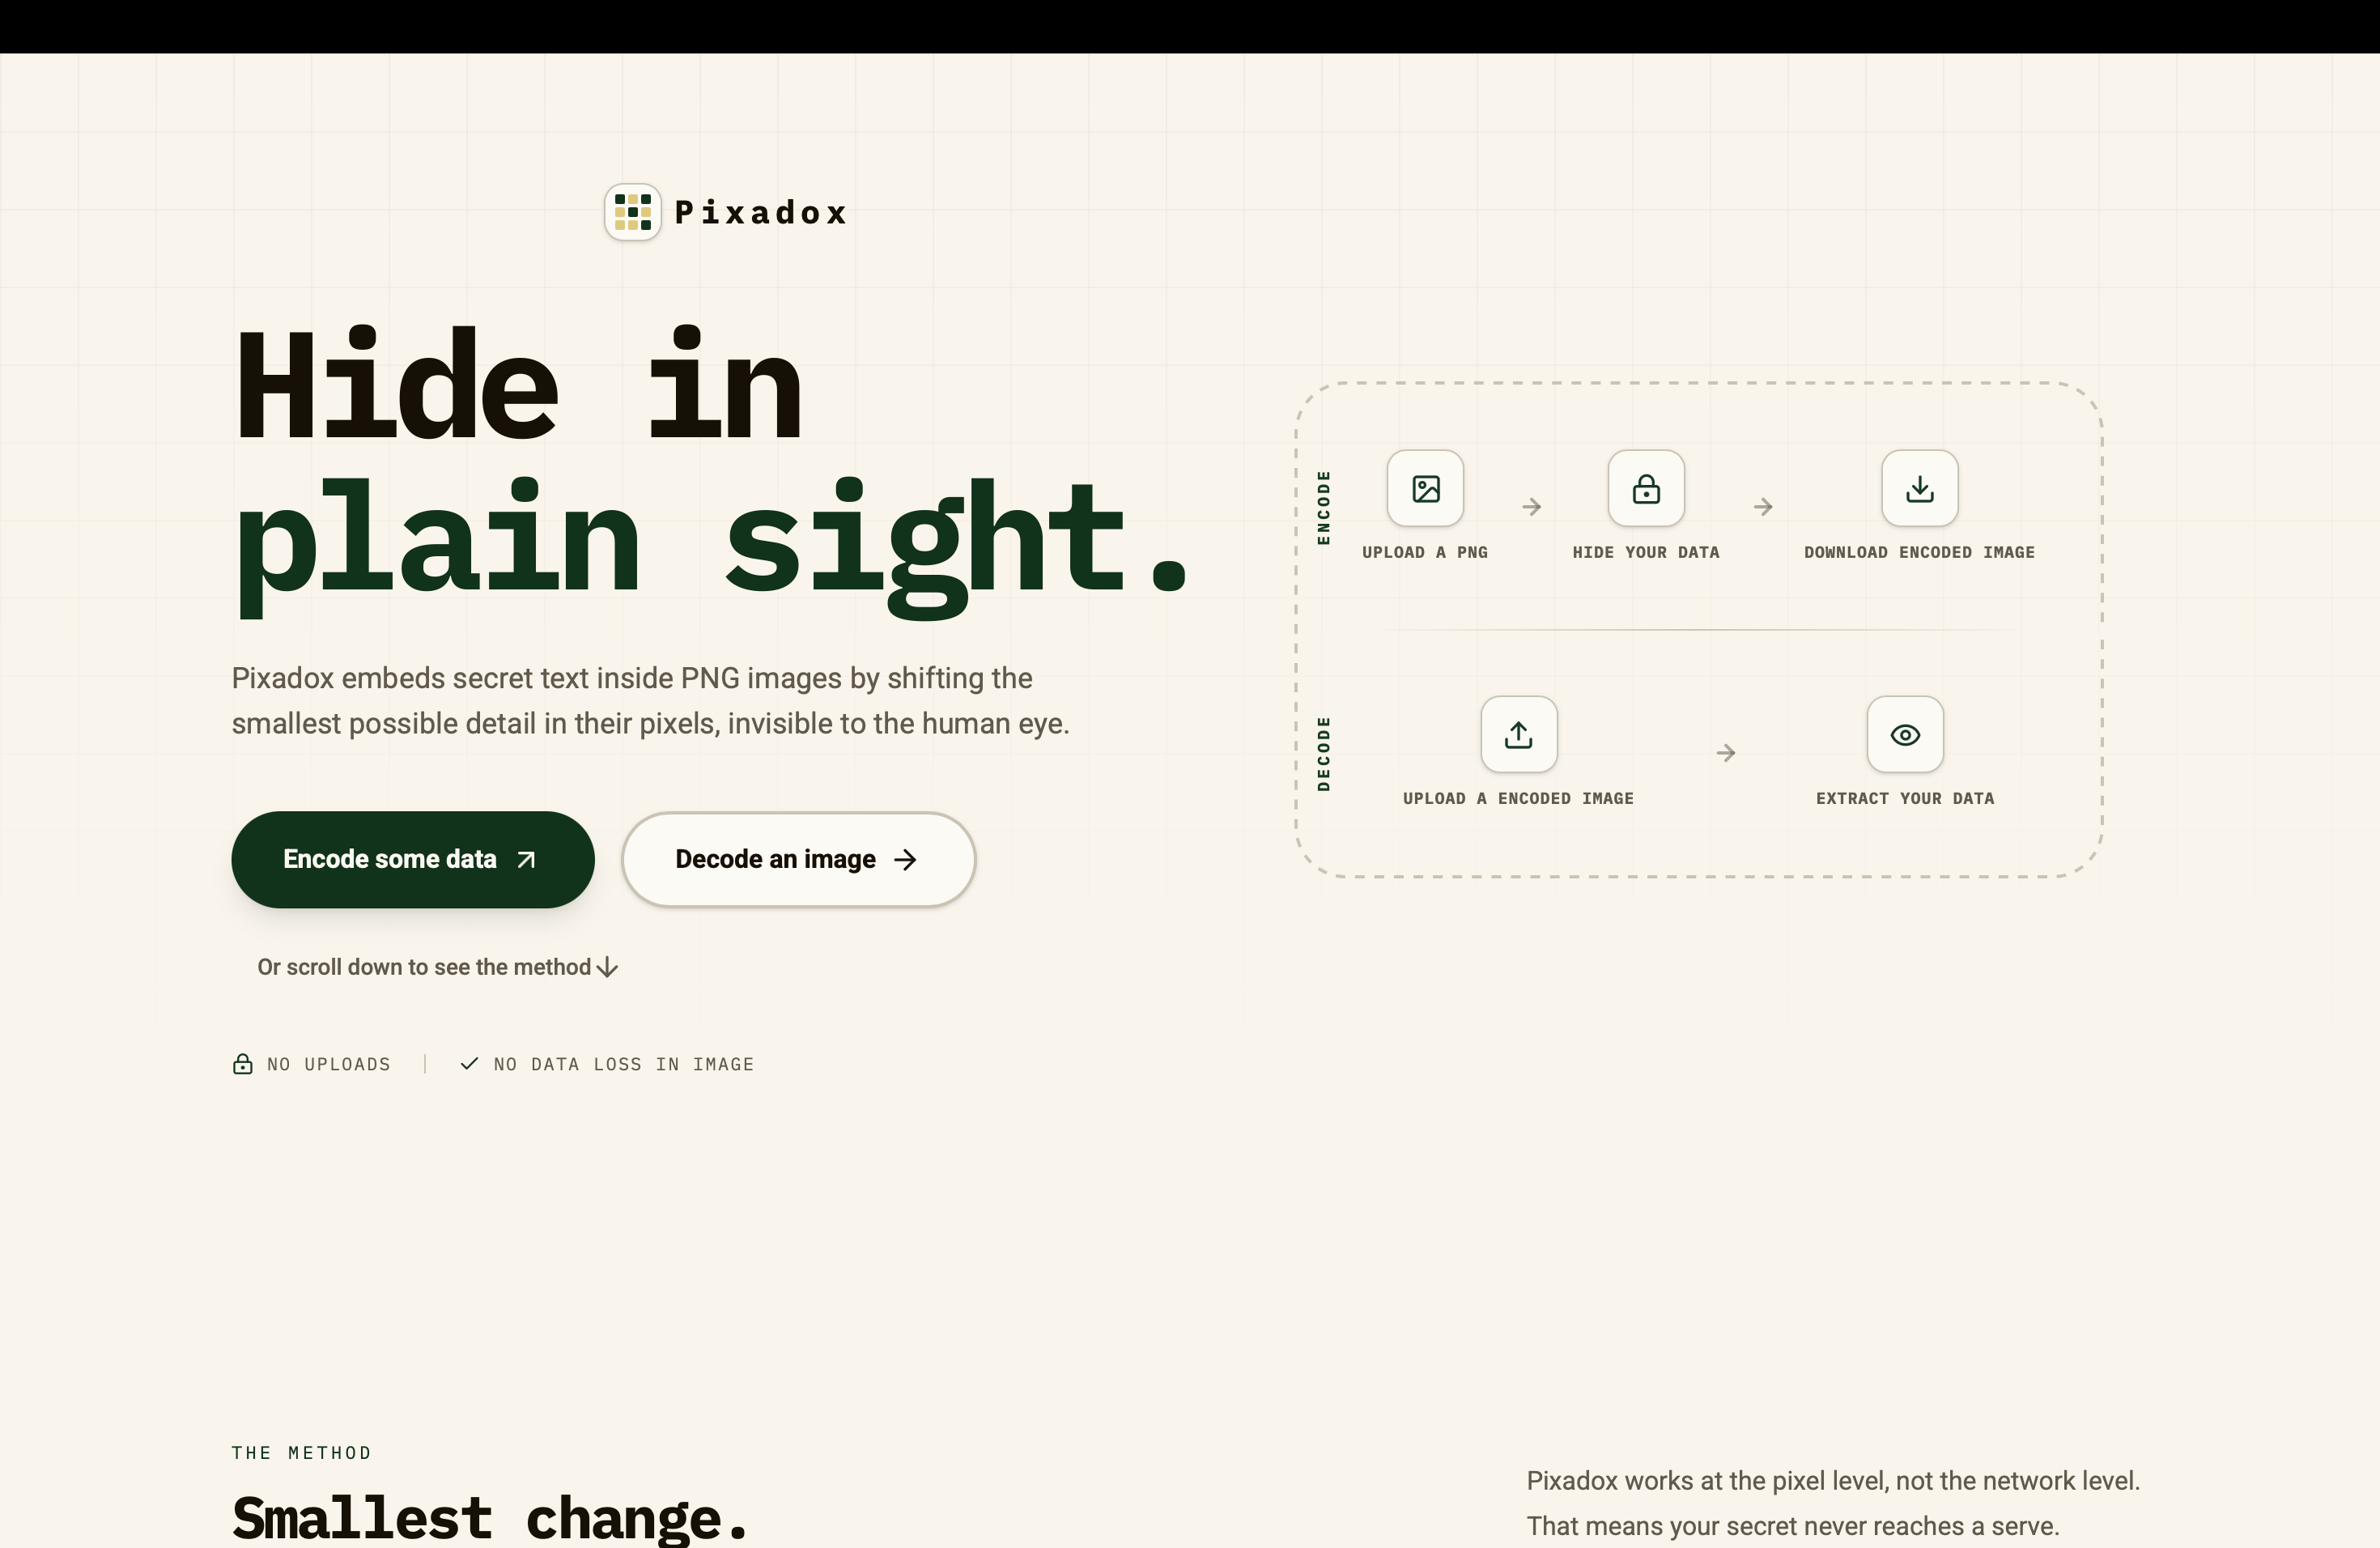 Pixadox
Hide in
plain sight.
Pixadox embeds secret text inside PNG images by shifting the
smallest possible detail in their pixels, invisible to the human eye.
Encode some data
Decode an image
Or scroll down to see the method
NO UPLOADS
NO DATA LOSS IN IMAGE
ENCODE
UPLOAD A PNG
HIDE YOUR DATA
DOWNLOAD ENCODED IMAGE
DECODE
UPLOAD A ENCODED IMAGE
EXTRACT YOUR DATA
THE METHOD
Smallest change.
Pixadox works at the pixel level, not the network level.
That means your secret never reaches a serve.